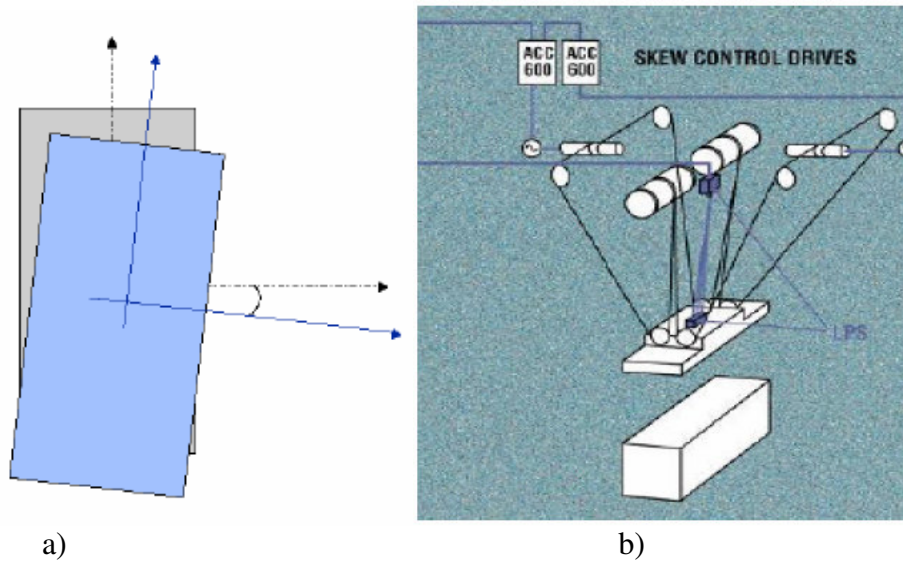 ACC
600
ACC
600
SKEW CONTROL DRIVES
LPS
a)
b)